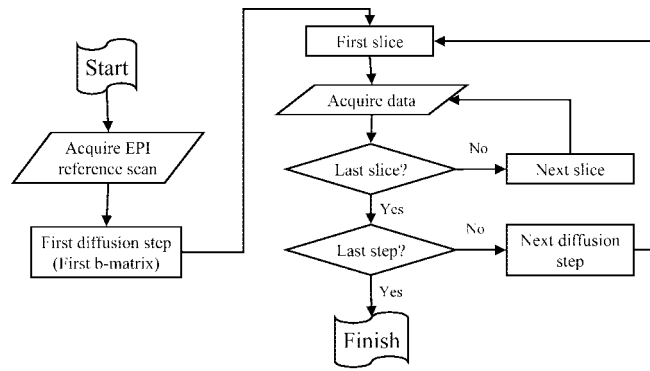 Start
Acquire EPI
reference scan
First diffusion step
(First b-matrix)
First slice
Acquire data
Last slice?
No
Next slice
Yes
Last step?
No
Next diffusion
step
Yes
Finish